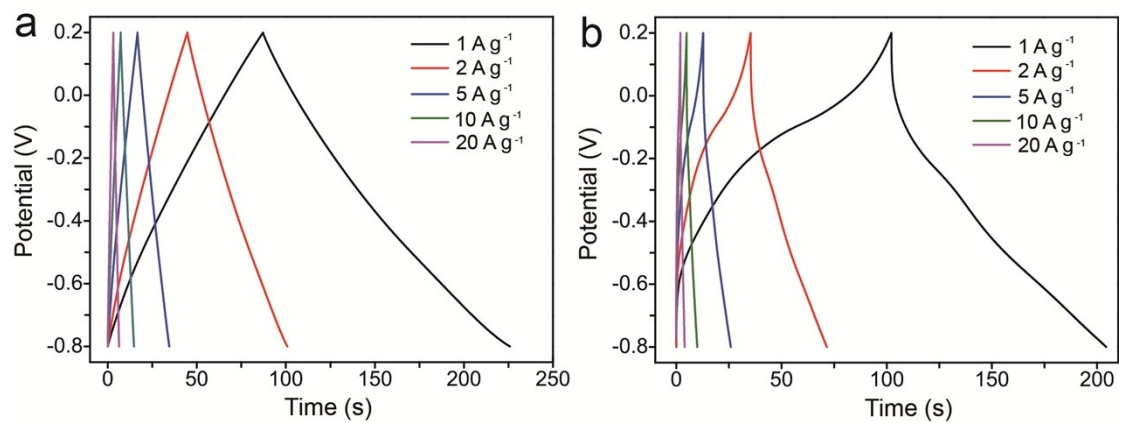 a
0.2
0.0
-0.2
-0.4
-0.6
-0.8
Potential (V)
0
50
100
150
200
250
Time (s)
1 A g⁻¹
2 A g⁻¹
5 A g⁻¹
10 A g⁻¹
20 A g⁻¹
b
0.2
0.0
-0.2
-0.4
-0.6
-0.8
Potential (V)
0
50
100
150
200
Time (s)
1 A g⁻¹
2 A g⁻¹
5 A g⁻¹
10 A g⁻¹
20 A g⁻¹